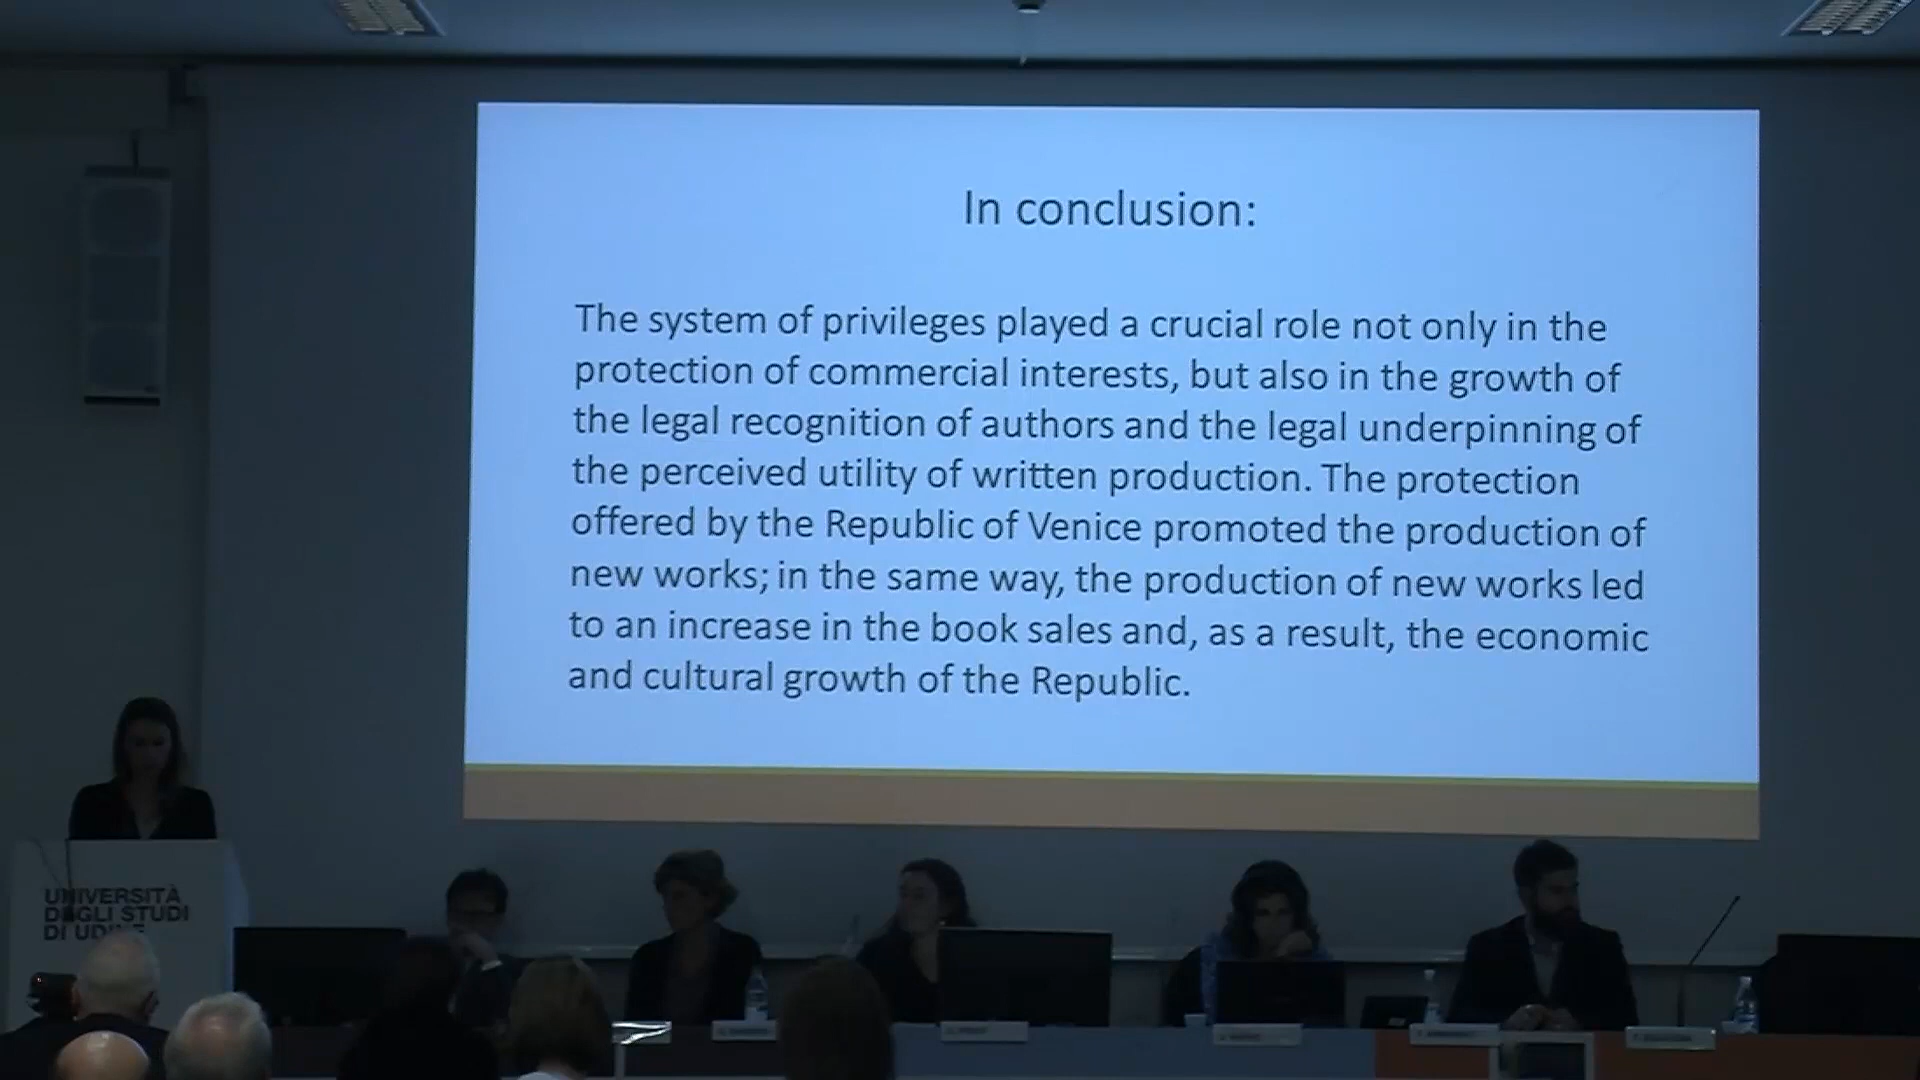 In conclusion:
The system of privileges played a crucial role not only in the
protection of commercial interests, but also in the growth of
the legal recognition of authors and the legal underpinning of
the perceived utility of written production. The protection
offered by the Republic of Venice promoted the production of
new works; in the same way, the production of new works led
to an increase in the book sales and, as a result, the economic
and cultural growth of the Republic.
UNIVERSITÀ
DEGLI STUDI
DI UDINE